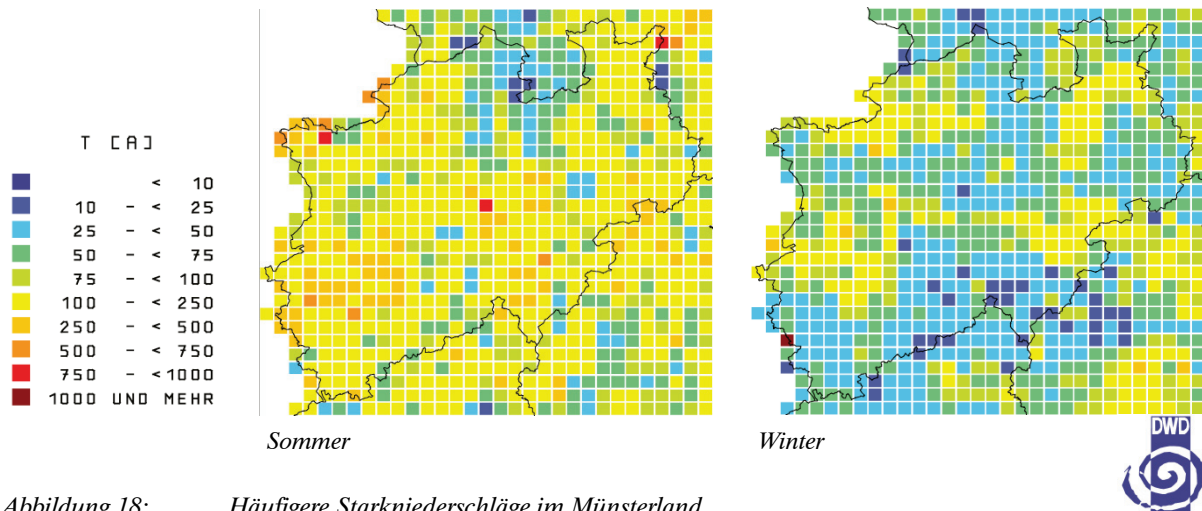 T [A]
< 10
10 - < 25
25 - < 50
50 - < 75
75 - < 100
100 - < 250
250 - < 500
500 - < 750
750 - < 1000
1000 UND MEHR
Sommer
Winter
DWD
Abbildung 18: Häufigere Starkniederschläge im Münsterland